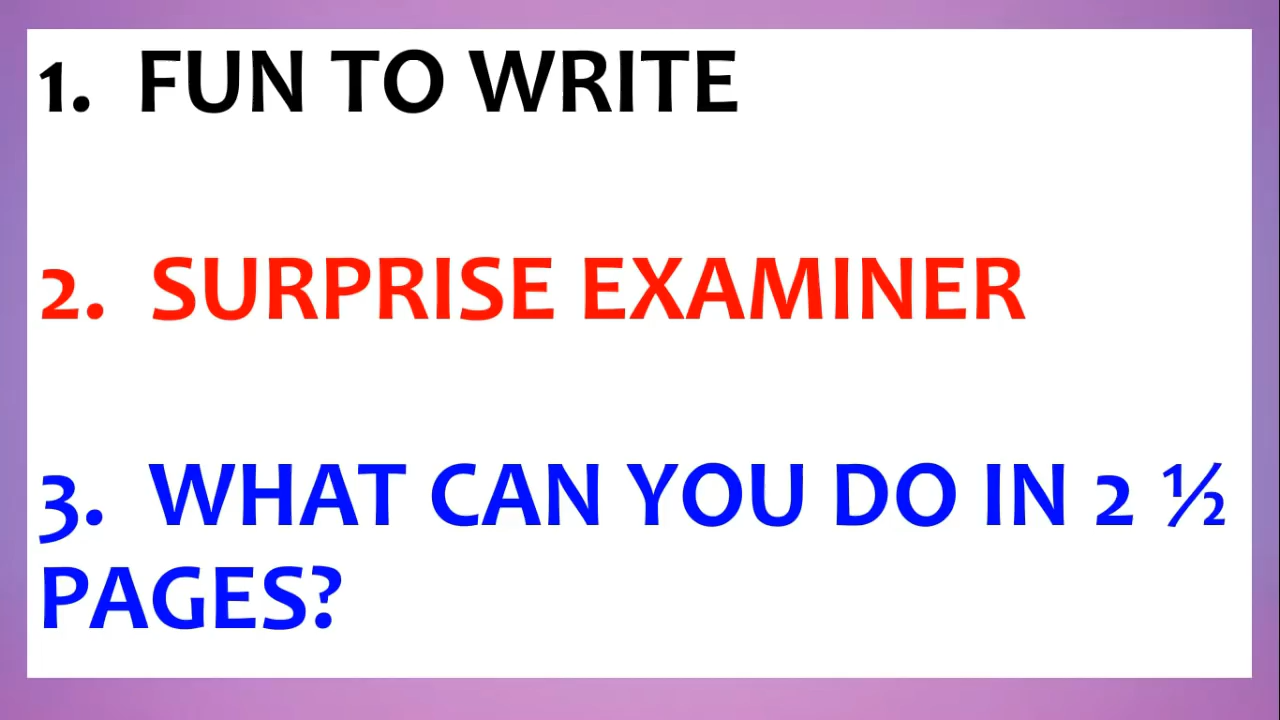 1. FUN TO WRITE
2. SURPRISE EXAMINER
3. WHAT CAN YOU DO IN 2 ½
PAGES?